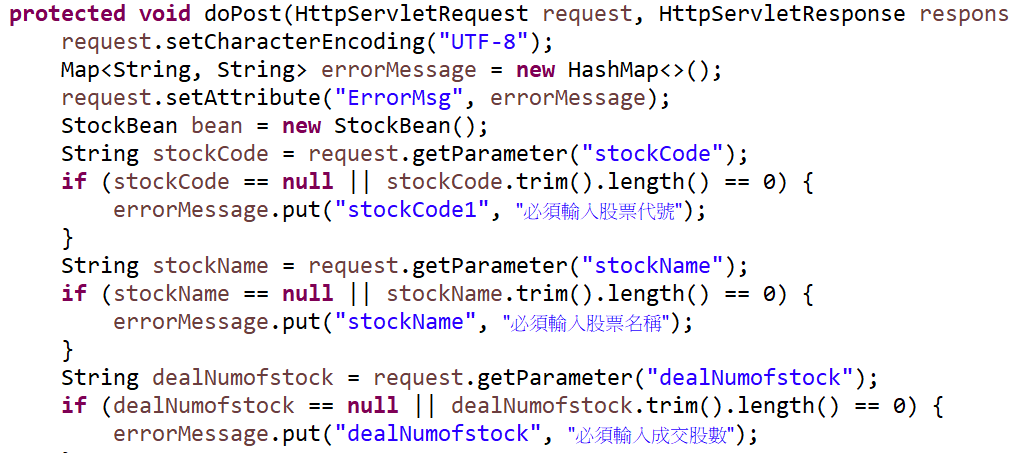 protected void doPost(HttpServletRequest request, HttpServletResponse respons
request.setCharacterEncoding("UTF-8");
Map<String, String> errorMessage = new HashMap<>();
request.setAttribute("ErrorMsg", errorMessage);
StockBean bean = new StockBean();
String stockCode = request.getParameter("stockCode");
if (stockCode == null || stockCode.trim().length() == 0) {
errorMessage.put("stockCode1", "必須輸入股票代號");
}
String stockName = request.getParameter("stockName");
if (stockName == null || stockName.trim().length() == 0) {
errorMessage.put("stockName", "必須輸入股票名稱");
}
String dealNumofstock = request.getParameter("dealNumofstock");
if (dealNumofstock == null || dealNumofstock.trim().length() == 0) {
errorMessage.put("dealNumofstock", "必須輸入成交股數");